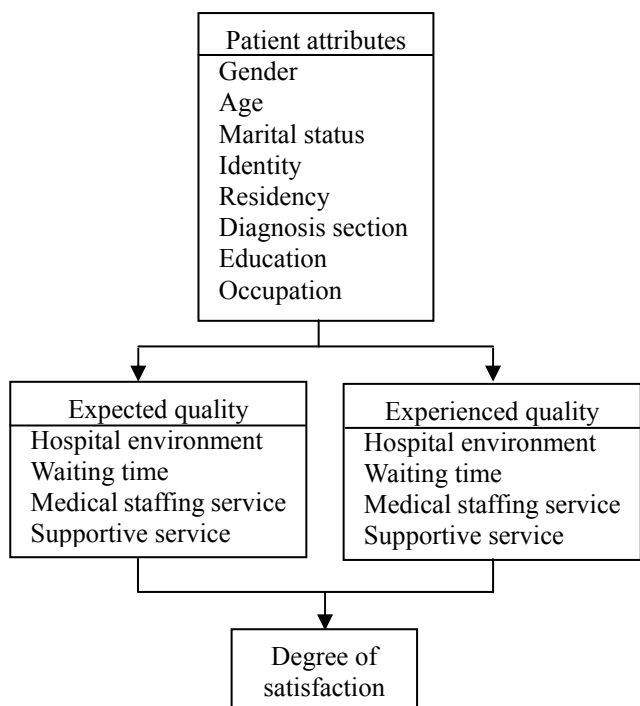 Patient attributes
Gender
Age
Marital status
Identity
Residency
Diagnosis section
Education
Occupation
Expected quality
Hospital environment
Waiting time
Medical staffing service
Supportive service
Experienced quality
Hospital environment
Waiting time
Medical staffing service
Supportive service
Degree of
satisfaction